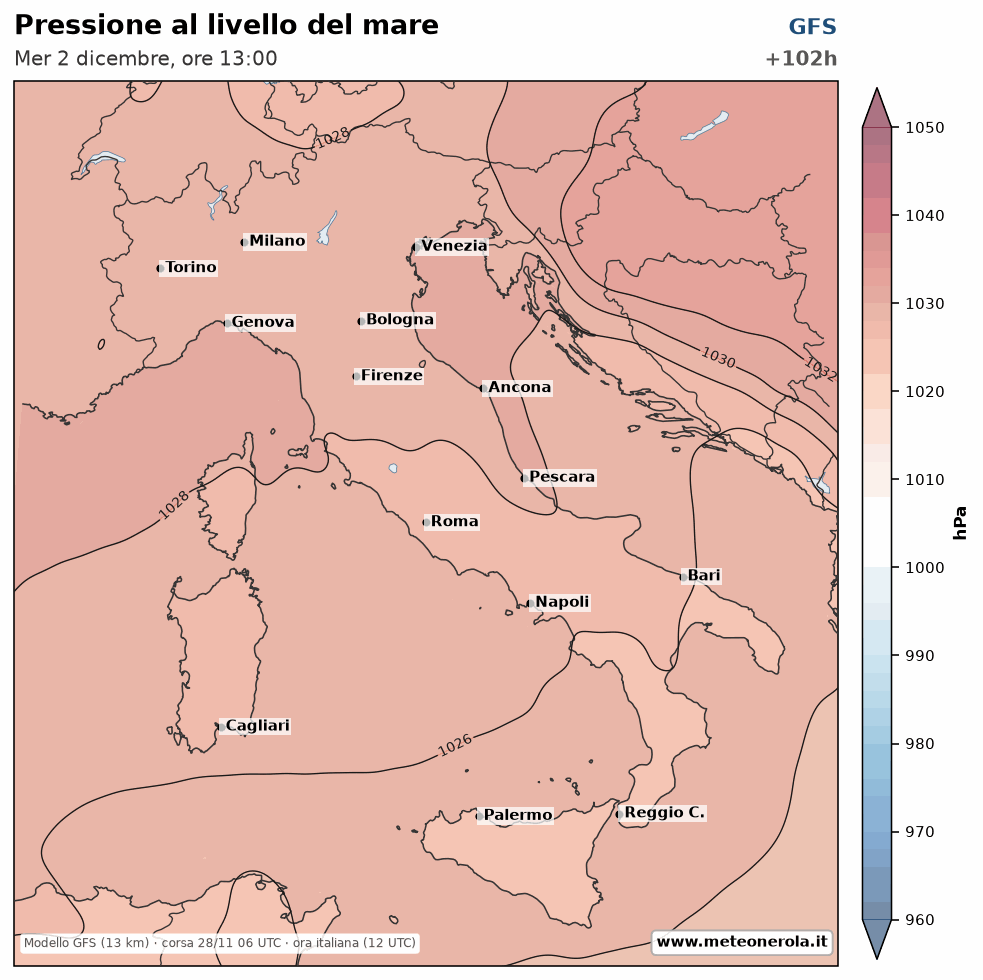 Pressione al livello del mare
GFS
Mer 2 dicembre, ore 13:00
+102h
1028
Milano
Venezia
Torino
Genova
Bologna
1030
1032
Firenze
Ancona
Pescara
1028
Roma
Bari
Napoli
Cagliari
1026
Palermo
Reggio C.
Modello GFS (13 km) · corsa 28/11 06 UTC · ora italiana (12 UTC)
www.meteonerola.it
1050
1040
1030
1020
1010
1000
990
980
970
960
hPa